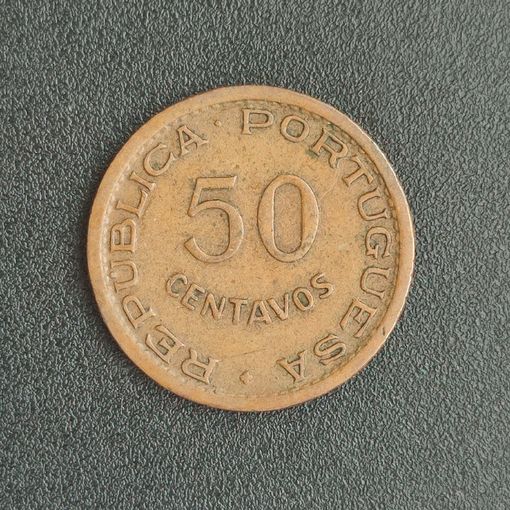 REPUBLICA · PORTUGUESA
50
CENTAVOS